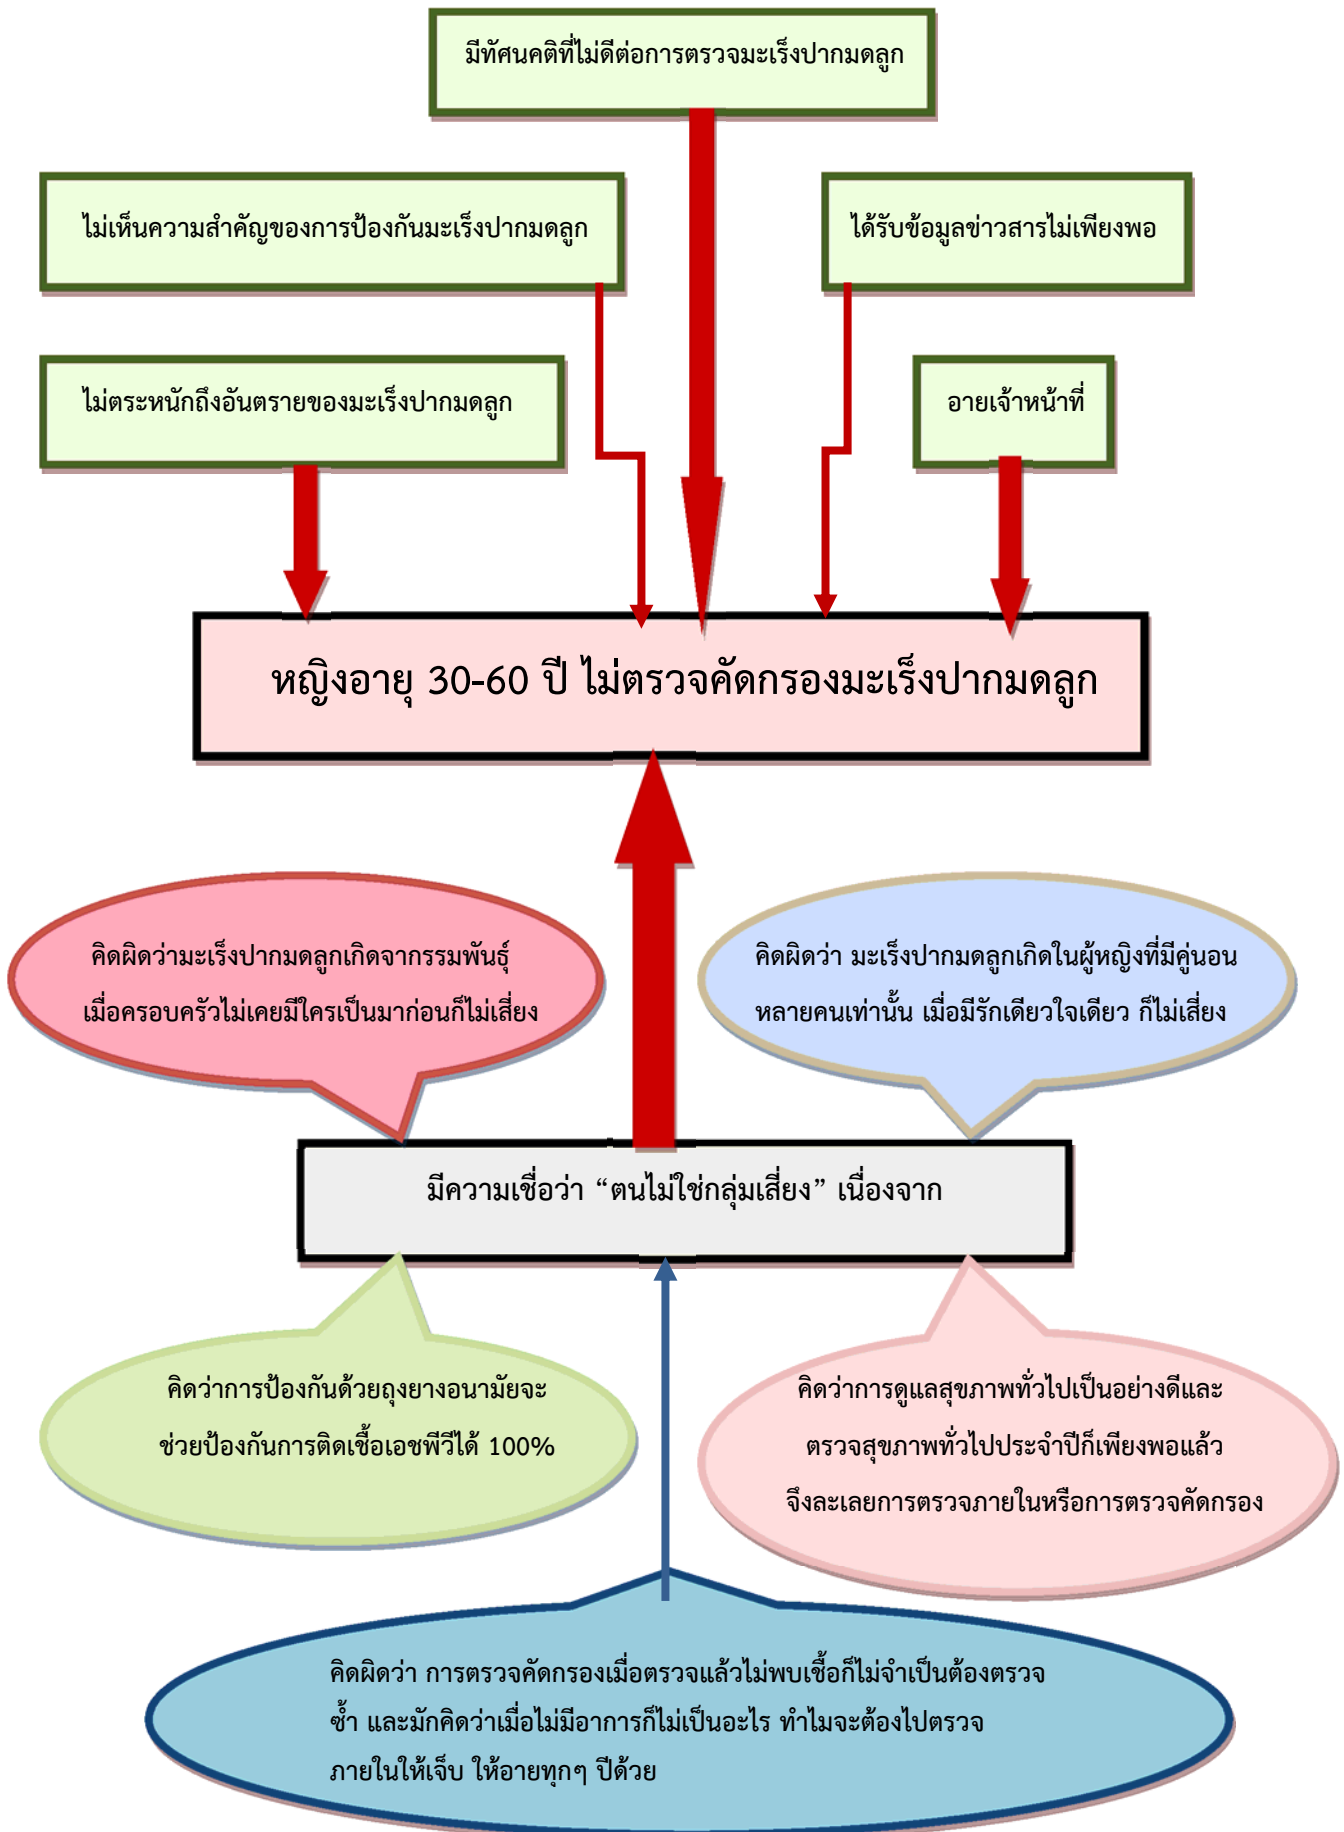 มีทัศนคติที่ไม่ดีต่อการตรวจมะเร็งปากมดลูก
ไม่เห็นความสำคัญของการป้องกันมะเร็งปากมดลูก
ได้รับข้อมูลข่าวสารไม่เพียงพอ
ไม่ตระหนักถึงอันตรายของมะเร็งปากมดลูก
อายเจ้าหน้าที่
หญิงอายุ 30-60 ปี ไม่ตรวจคัดกรองมะเร็งปากมดลูก
คิดผิดว่ามะเร็งปากมดลูกเกิดจากรรมพันธุ์
เมื่อครอบครัวไม่เคยมีใครเป็นมาก่อนก็ไม่เสี่ยง
คิดผิดว่า มะเร็งปากมดลูกเกิดในผู้หญิงที่มีคู่นอน
หลายคนเท่านั้น เมื่อมีรักเดียวใจเดียว ก็ไม่เสี่ยง
มีความเชื่อว่า “ตนไม่ใช่กลุ่มเสี่ยง” เนื่องจาก
คิดว่าการป้องกันด้วยถุงยางอนามัยจะ
ช่วยป้องกันการติดเชื้อเอชพีวีได้ 100%
คิดว่าการดูแลสุขภาพทั่วไปเป็นอย่างดีและ
ตรวจสุขภาพทั่วไปประจำปีก็เพียงพอแล้ว
จึงละเลยการตรวจภายในหรือการตรวจคัดกรอง
คิดผิดว่า การตรวจคัดกรองเมื่อตรวจแล้วไม่พบเชื้อก็ไม่จำเป็นต้องตรวจ
ซ้ำ และมักคิดว่าเมื่อไม่มีอาการก็ไม่เป็นอะไร ทำไมจะต้องไปตรวจ
ภายในให้เจ็บ ให้อายทุกๆ ปีด้วย